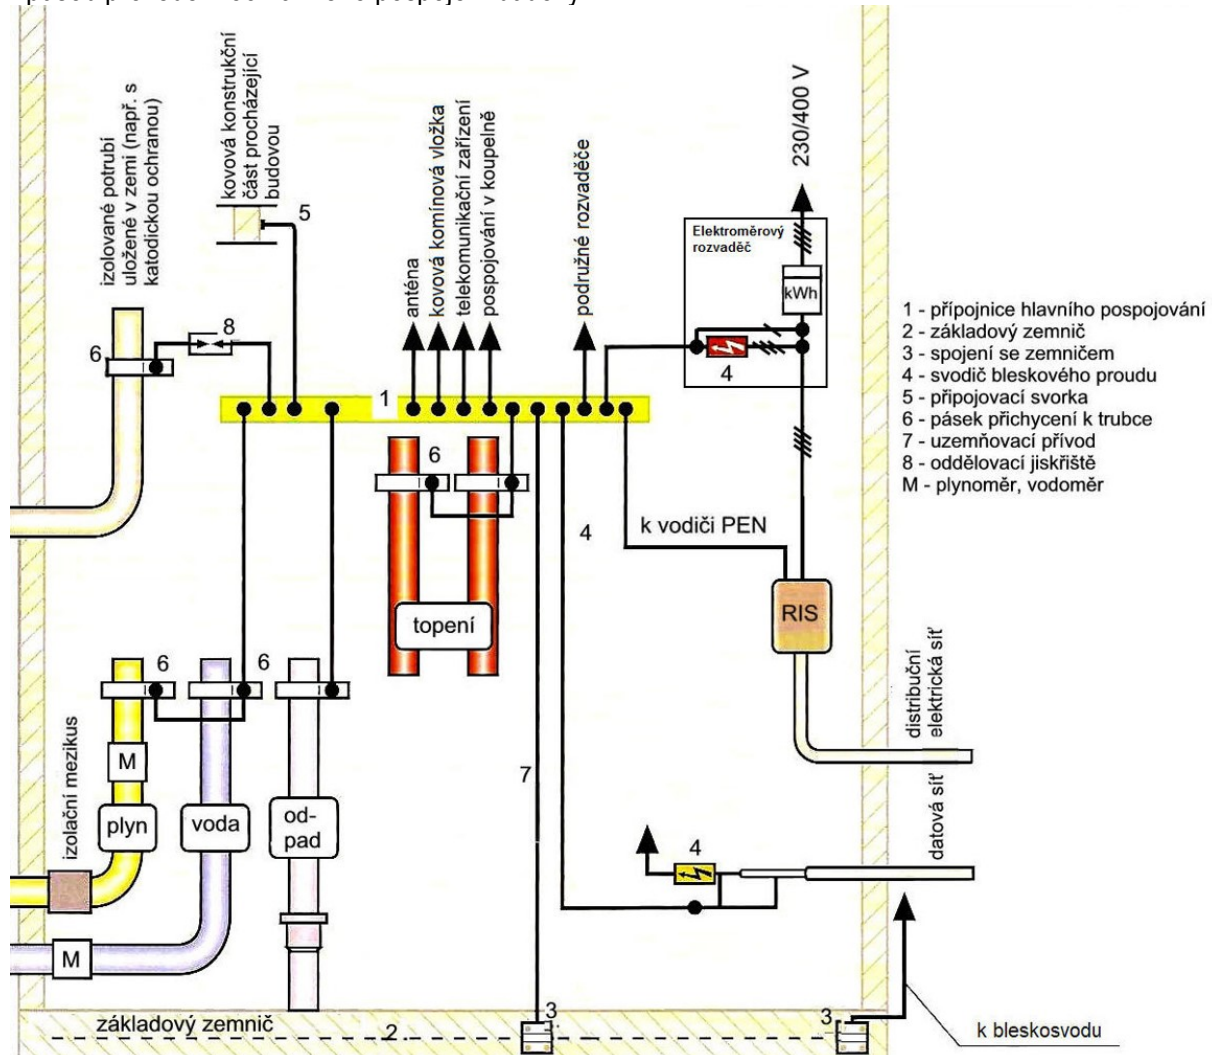 izolované potrubí
uložené v zemi (např. s
katodickou ochranou)
kovová konstrukční
část procházející
budovou
5
6
8
1
anténa
kovová komínová vložka
telekomunikační zařízení
pospojování v koupelně
podružné rozvaděče
230/400 V
Elektroměrový
rozvaděč
kWh
4
1 - přípojnice hlavního pospojování
2 - základový zemnič
3 - spojení se zemničem
4 - svodič bleskového proudu
5 - připojovací svorka
6 - pásek přichycení k trubce
7 - uzemňovací přívod
8 - oddělovací jiskřiště
M - plynoměr, vodoměr
6
topení
4
k vodiči PEN
RIS
distribuční
elektrická síť
6
6
izolační mezikus
M
plyn
voda
od-
pad
M
7
4
datová síť
základový zemnič
2
3
3
k bleskosvodu